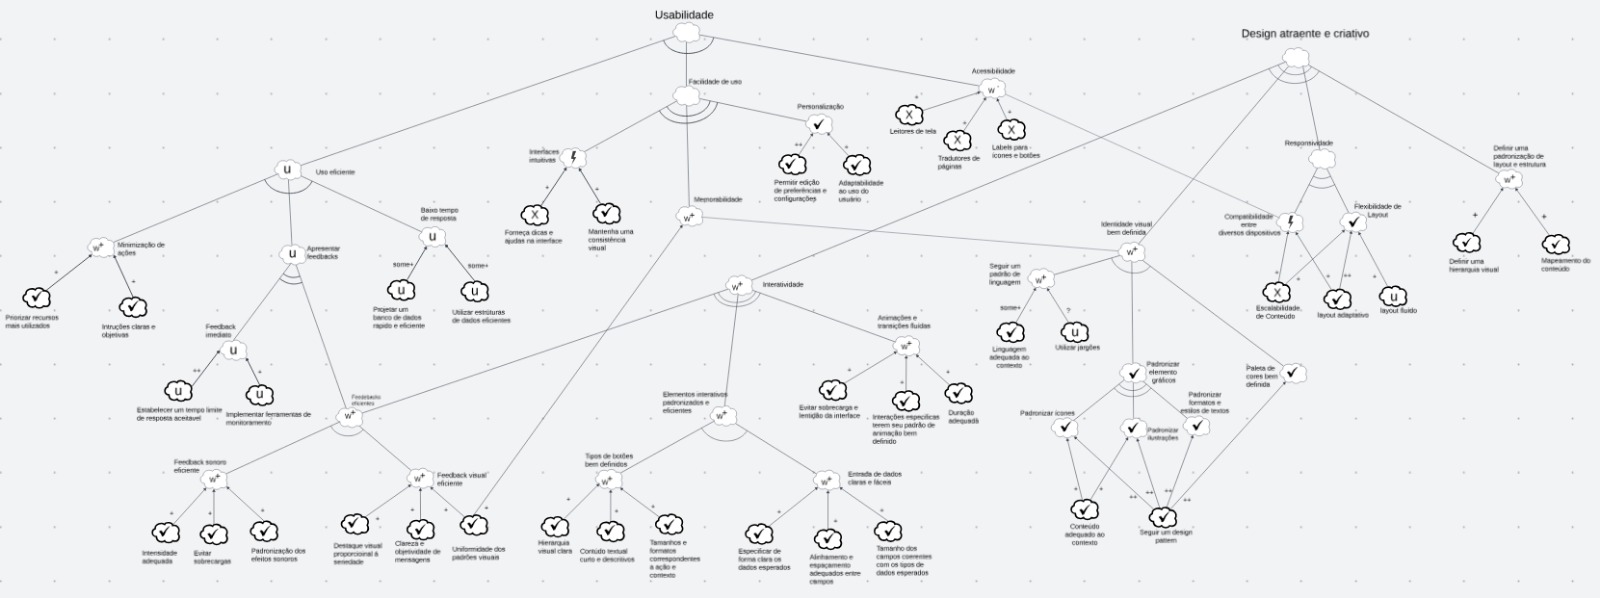 Usabilidade
Design atraente e criativo
Facilidade de uso
Acessibilidade
w
Personalização
+
X
Leitores de tela
+
X
Tradutores de
páginas
+
X
Labels para
ícones e botões
Interfaces
intuitivas
++
Permitir edição
de preferências e
configurações
+
Adaptabilidade
ao uso do
usuário
Responsividade
Definir uma
padronização de
layout e estrutura
w+
u
Uso eficiente
+
X
Forneça dicas e
ajudas na interface
+
Mantenha uma
consistência
visual
w+
Memorabilidade
Baixo tempo
de resposta
u
w+
Minimização de
ações
u
Apresentar
feedbacks
Identidade visual
bem definida
w+
Compatibilidade
entre
diversos dispositivos
Flexibilidade de
Layout
+
Definir uma
hierarquia visual
+
Mapeamento do
conteúdo
+
Priorizar recursos
mais utilizados
+
Intruções claras e
objetivas
some+
u
Projetar um
banco de dados
rapido e eficiente
some+
u
Utilizar estruturas
de dados eficientes
w+
Interatividade
Seguir um
padrão de
linguagem
w+
+
X
Escalabilidade,
de Conteúdo
+
+
++
layout adaptativo
+
u
layout fluido
some+
Linguagem
adequada ao
contexto
?
u
Utilizar jargões
Feedback
imediato
u
Animações e
transições fluídas
w+
++
u
Estabelecer um tempo limite
de resposta aceitável
+
u
Implementar ferramentas de
monitoramento
Feedbacks
eficientes
w+
Elementos interativos
padronizados e
eficientes
w+
+
Evitar sobrecarga e
lentidão da interface
+
Interações especificas
terem seu padrão de
animação bem
definido
+
Duração
adequada
Padronizar
elemento
gráficos
Paleta de
cores bem
definida
Padronizar ícones
Padronizar
ilustrações
Padronizar
formatos e
estilos de textos
Feedback sonoro
eficiente
w+
w+
Feedback visual
eficiente
Tipos de botões
bem definidos
w+
w+
Entrada de dados
claras e fáceis
+
Intensidade
adequada
+
Evitar
sobrecargas
+
Padronização dos
efeitos sonoros
+
Destaque visual
proporcional à
seriedade
+
Clareza e
objetividade de
mensagens
+
Uniformidade dos
padrões visuais
+
Hierarquia
visual clara
+
Contúdo textual
curto e descritivos
+
Tamanhos e
formatos
correspondentes
a ação e
contexto
+
Especificar de
forma clara os
dados esperados
+
Alinhamento e
espaçamento
adequados entre
campos
+
Tamanho dos
campos coerentes
com os tipos de
dados esperados
+
+
Conteúdo
adequado ao
contexto
++
++
++
++
Seguir um design
pattern